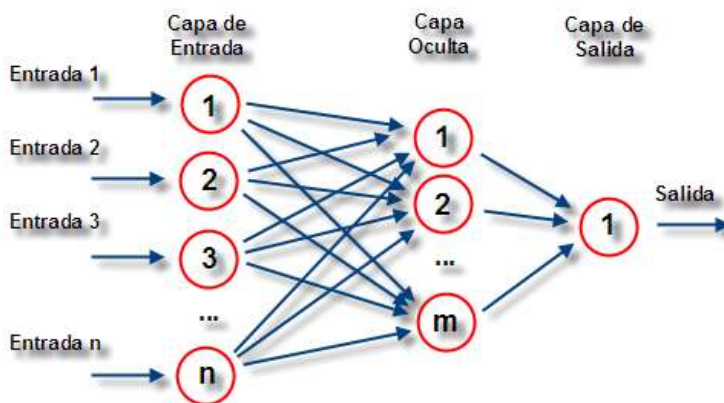 Capa de
Entrada
Capa
Oculta
Capa de
Salida
Entrada 1
1
Entrada 2
2
Entrada 3
3
...
Entrada n
n
1
2
...
m
1
Salida